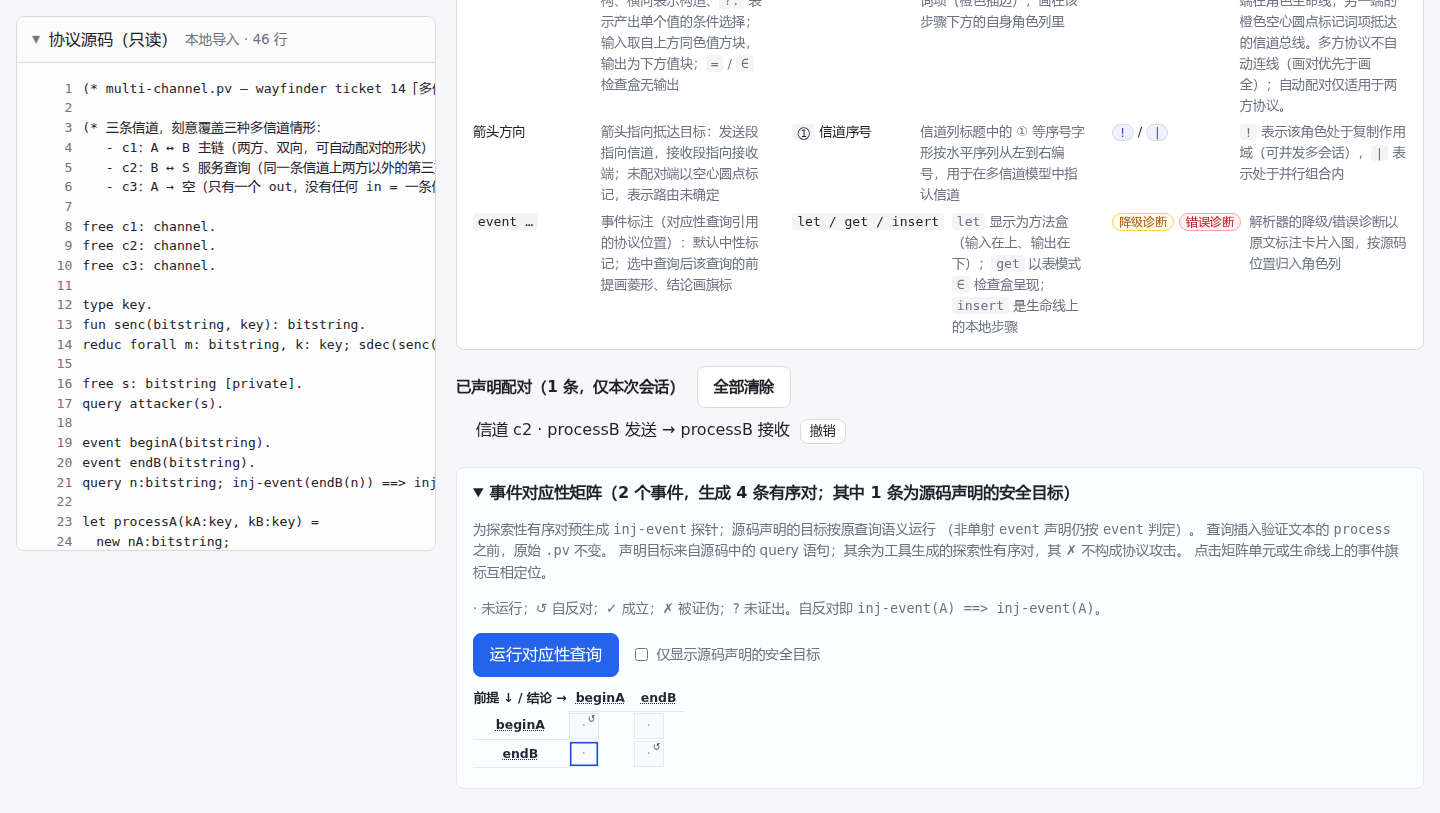 ▼ 协议源码（只读） 本地导入 · 46 行
1 (* multi-channel.pv — wayfinder ticket 14「多
2
3 (* 三条信道，刻意覆盖三种多信道情形：
4 - c1：A ↔ B 主链（两方、双向，可自动配对的形状）
5 - c2：B ↔ S 服务查询（同一条信道上两方以外的第三
6 - c3：A → 空（只有一个 out，没有任何 in = 一条
7
8 free c1: channel.
9 free c2: channel.
10 free c3: channel.
11
12 type key.
13 fun senc(bitstring, key): bitstring.
14 reduc forall m: bitstring, k: key; sdec(senc(
15
16 free s: bitstring [private].
17 query attacker(s).
18
19 event beginA(bitstring).
20 event endB(bitstring).
21 query n:bitstring; inj-event(endB(n)) ==> inj
22
23 let processA(kA:key, kB:key) =
24 new nA:bitstring;
构、横向表示构造、 ?. 表
示产出单个值的条件选择；
输入取自上方同色值方块，
输出为下方值块； = / ∈
检查盒无输出
词项（橙色描边），画在该
步骤下方的自身角色列里
端在角色生命线，另一端的
橙色空心圆点标记词项抵达
的信道总线。多方协议不自
动连线（画对优先于画
全）；自动配对仅适用于两
方协议。
箭头方向
箭头指向抵达目标：发送段
指向信道，接收段指向接收
端；未配对端以空心圆点标
记，表示路由未确定
① 信道序号
信道列标题中的 ① 等序号字
形按水平序列从左到右编
号，用于在多信道模型中指
认信道
! / |
! 表示该角色处于复制作用
域（可并发多会话）， | 表
示处于并行组合内
event …
事件标注（对应性查询引用
的协议位置）：默认中性标
记；选中查询后该查询的前
提画菱形、结论画旗标
let / get / insert
let 显示为方法盒
（输入在上、输出在
下）； get 以表模式
∈ 检查盒呈现；
insert 是生命线上
的本地步骤
降级诊断 错误诊断
解析器的降级/错误诊断以
原文标注卡片入图，按源码
位置归入角色列
已声明配对（1 条，仅本次会话） 全部清除
信道 c2 · processB 发送 → processB 接收 撤销
▼ 事件对应性矩阵（2 个事件，生成 4 条有序对；其中 1 条为源码声明的安全目标）
为探索性有序对预生成 inj-event 探针；源码声明的目标按原查询语义运行 （非单射 event 声明仍按 event 判定）。 查询插入验证文本的 process
之前，原始 .pv 不变。 声明目标来自源码中的 query 语句；其余为工具生成的探索性有序对，其 ✗ 不构成协议攻击。 点击矩阵单元或生命线上的事件旗
标互相定位。
· 未运行； ↺ 自反对； ✓ 成立； ✗ 被证伪； ? 未证出。自反对即 inj-event(A) ==> inj-event(A)。
运行对应性查询 仅显示源码声明的安全目标
前提 ↓ / 结论 → beginA endB
beginA · ↺ ·
endB · · ↺